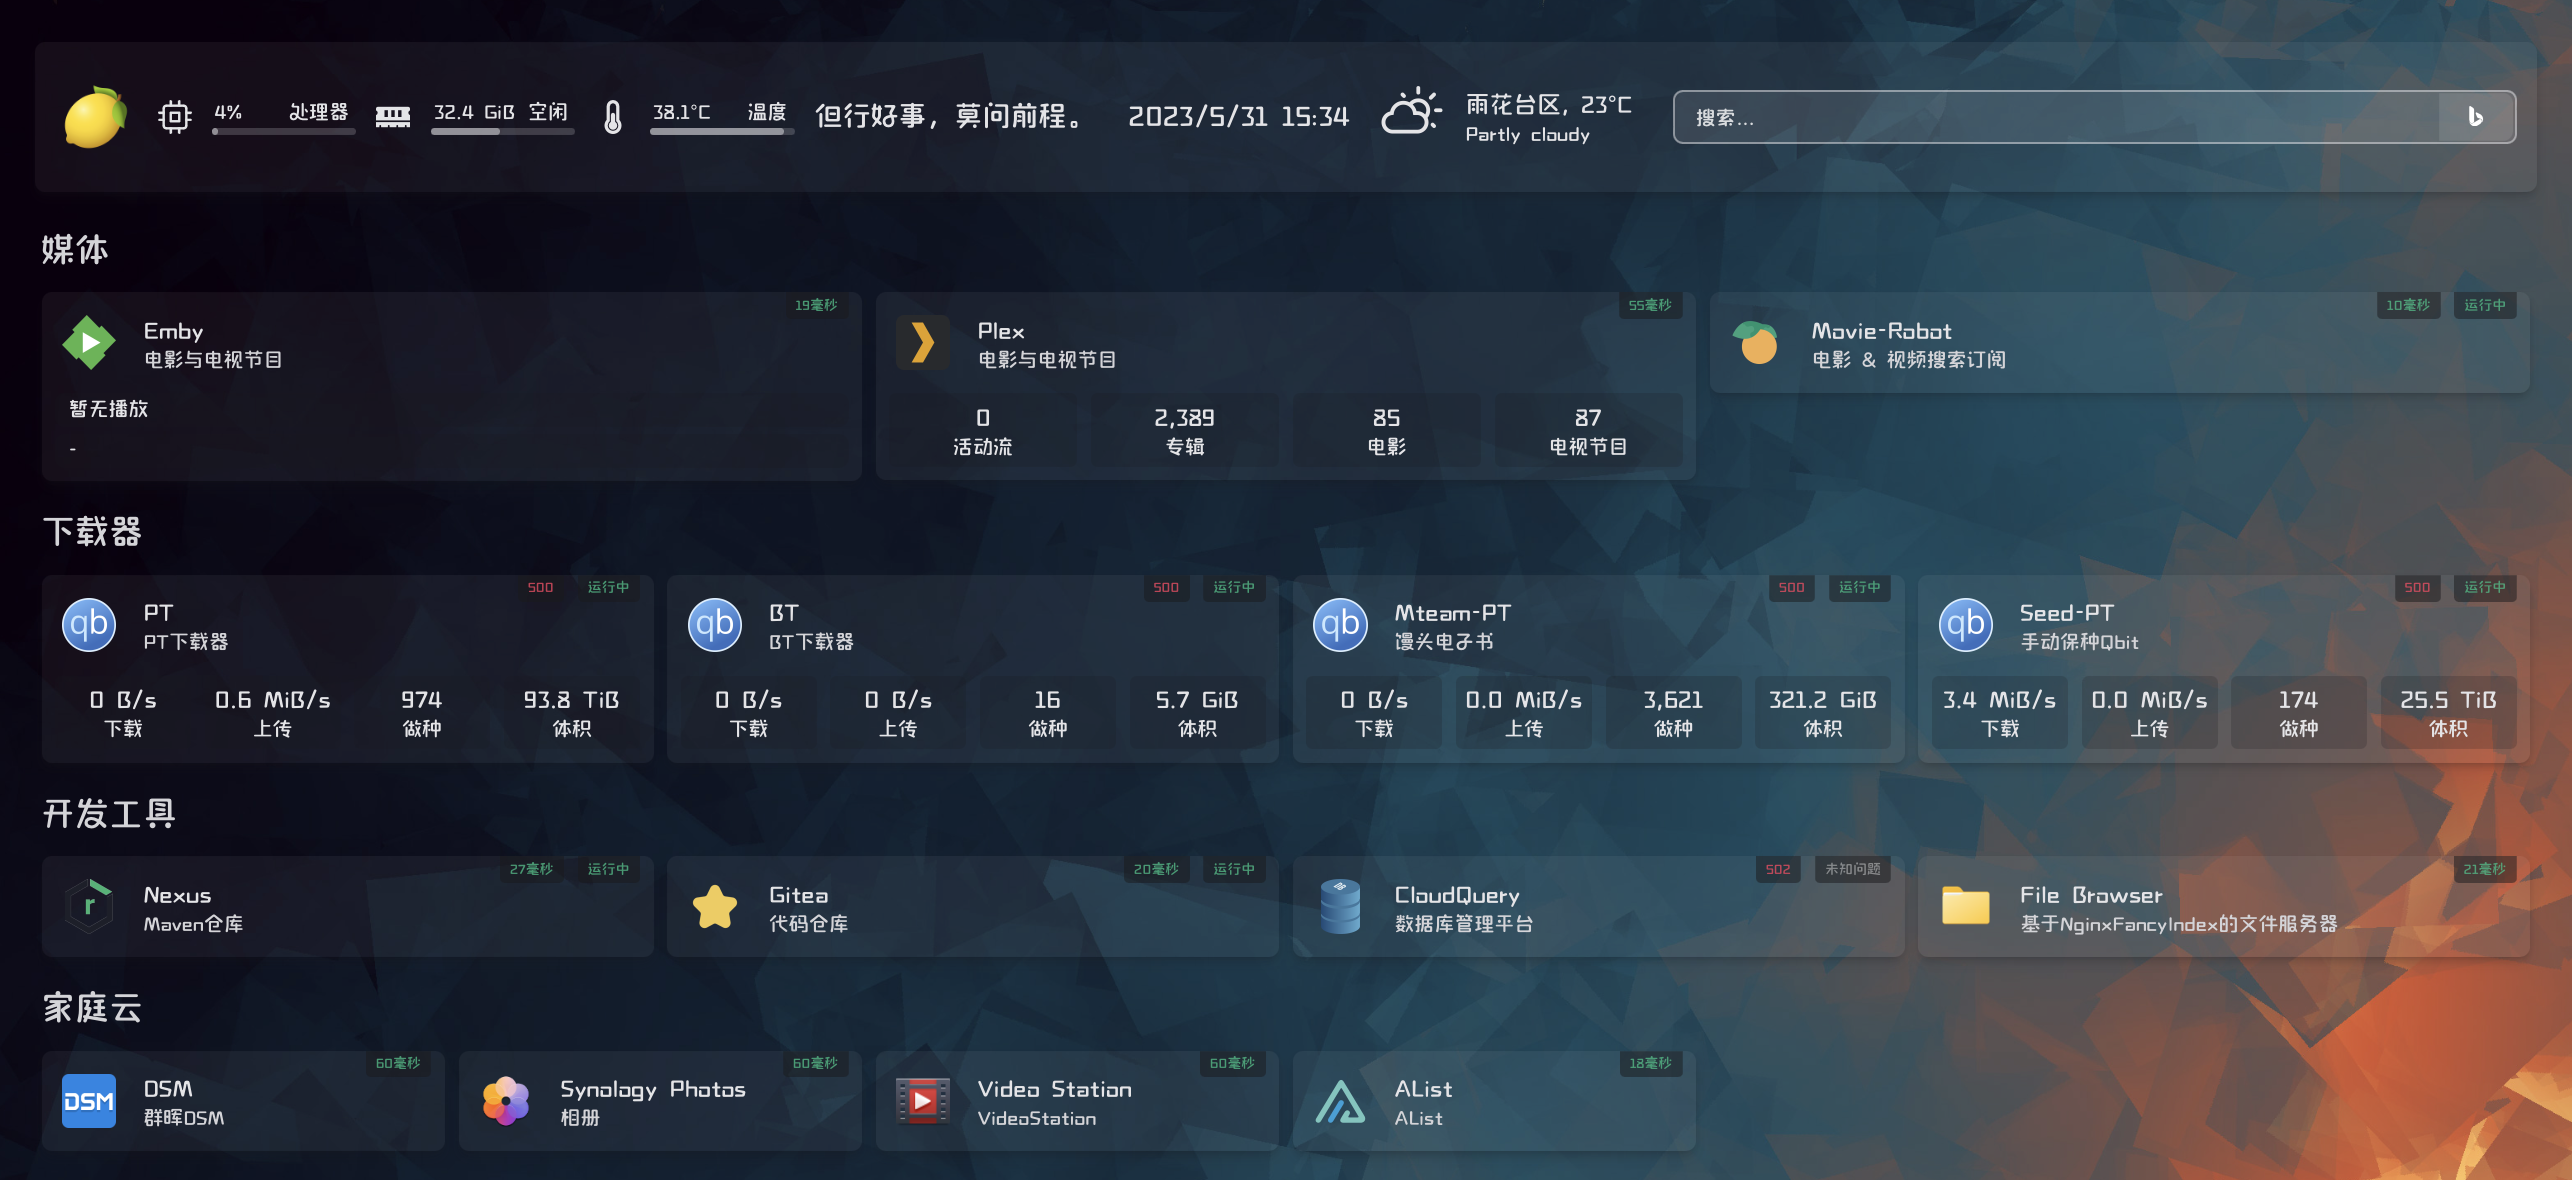 4% 处理器
32.4 GiB 空闲
38.1°C 温度
但行好事，莫问前程。
2023/5/31 15:34
雨花台区, 23°C
Partly cloudy
搜索...
媒体
19毫秒
Emby
电影与电视节目
暂无播放
-
55毫秒
Plex
电影与电视节目
0 2,389 85 87
活动流 专辑 电影 电视节目
10毫秒 运行中
Movie-Robot
电影 & 视频搜索订阅
下载器
500 运行中
qb
PT
PT下载器
0 B/s 0.6 MiB/s 974 93.8 TiB
下载 上传 做种 体积
500 运行中
qb
BT
BT下载器
0 B/s 0 B/s 16 5.7 GiB
下载 上传 做种 体积
500 运行中
qb
Mteam-PT
馒头电子书
0 B/s 0.0 MiB/s 3,621 321.2 GiB
下载 上传 做种 体积
500 运行中
qb
Seed-PT
手动保种Qbit
3.4 MiB/s 0.0 MiB/s 174 25.5 TiB
下载 上传 做种 体积
开发工具
27毫秒 运行中
r
Nexus
Maven仓库
20毫秒 运行中
Gitea
代码仓库
502 未知问题
CloudQuery
数据库管理平台
21毫秒
File Browser
基于NginxFancyIndex的文件服务器
家庭云
60毫秒
DSM
DSM
群晖DSM
60毫秒
Synology Photos
相册
60毫秒
Video Station
VideoStation
18毫秒
AList
AList